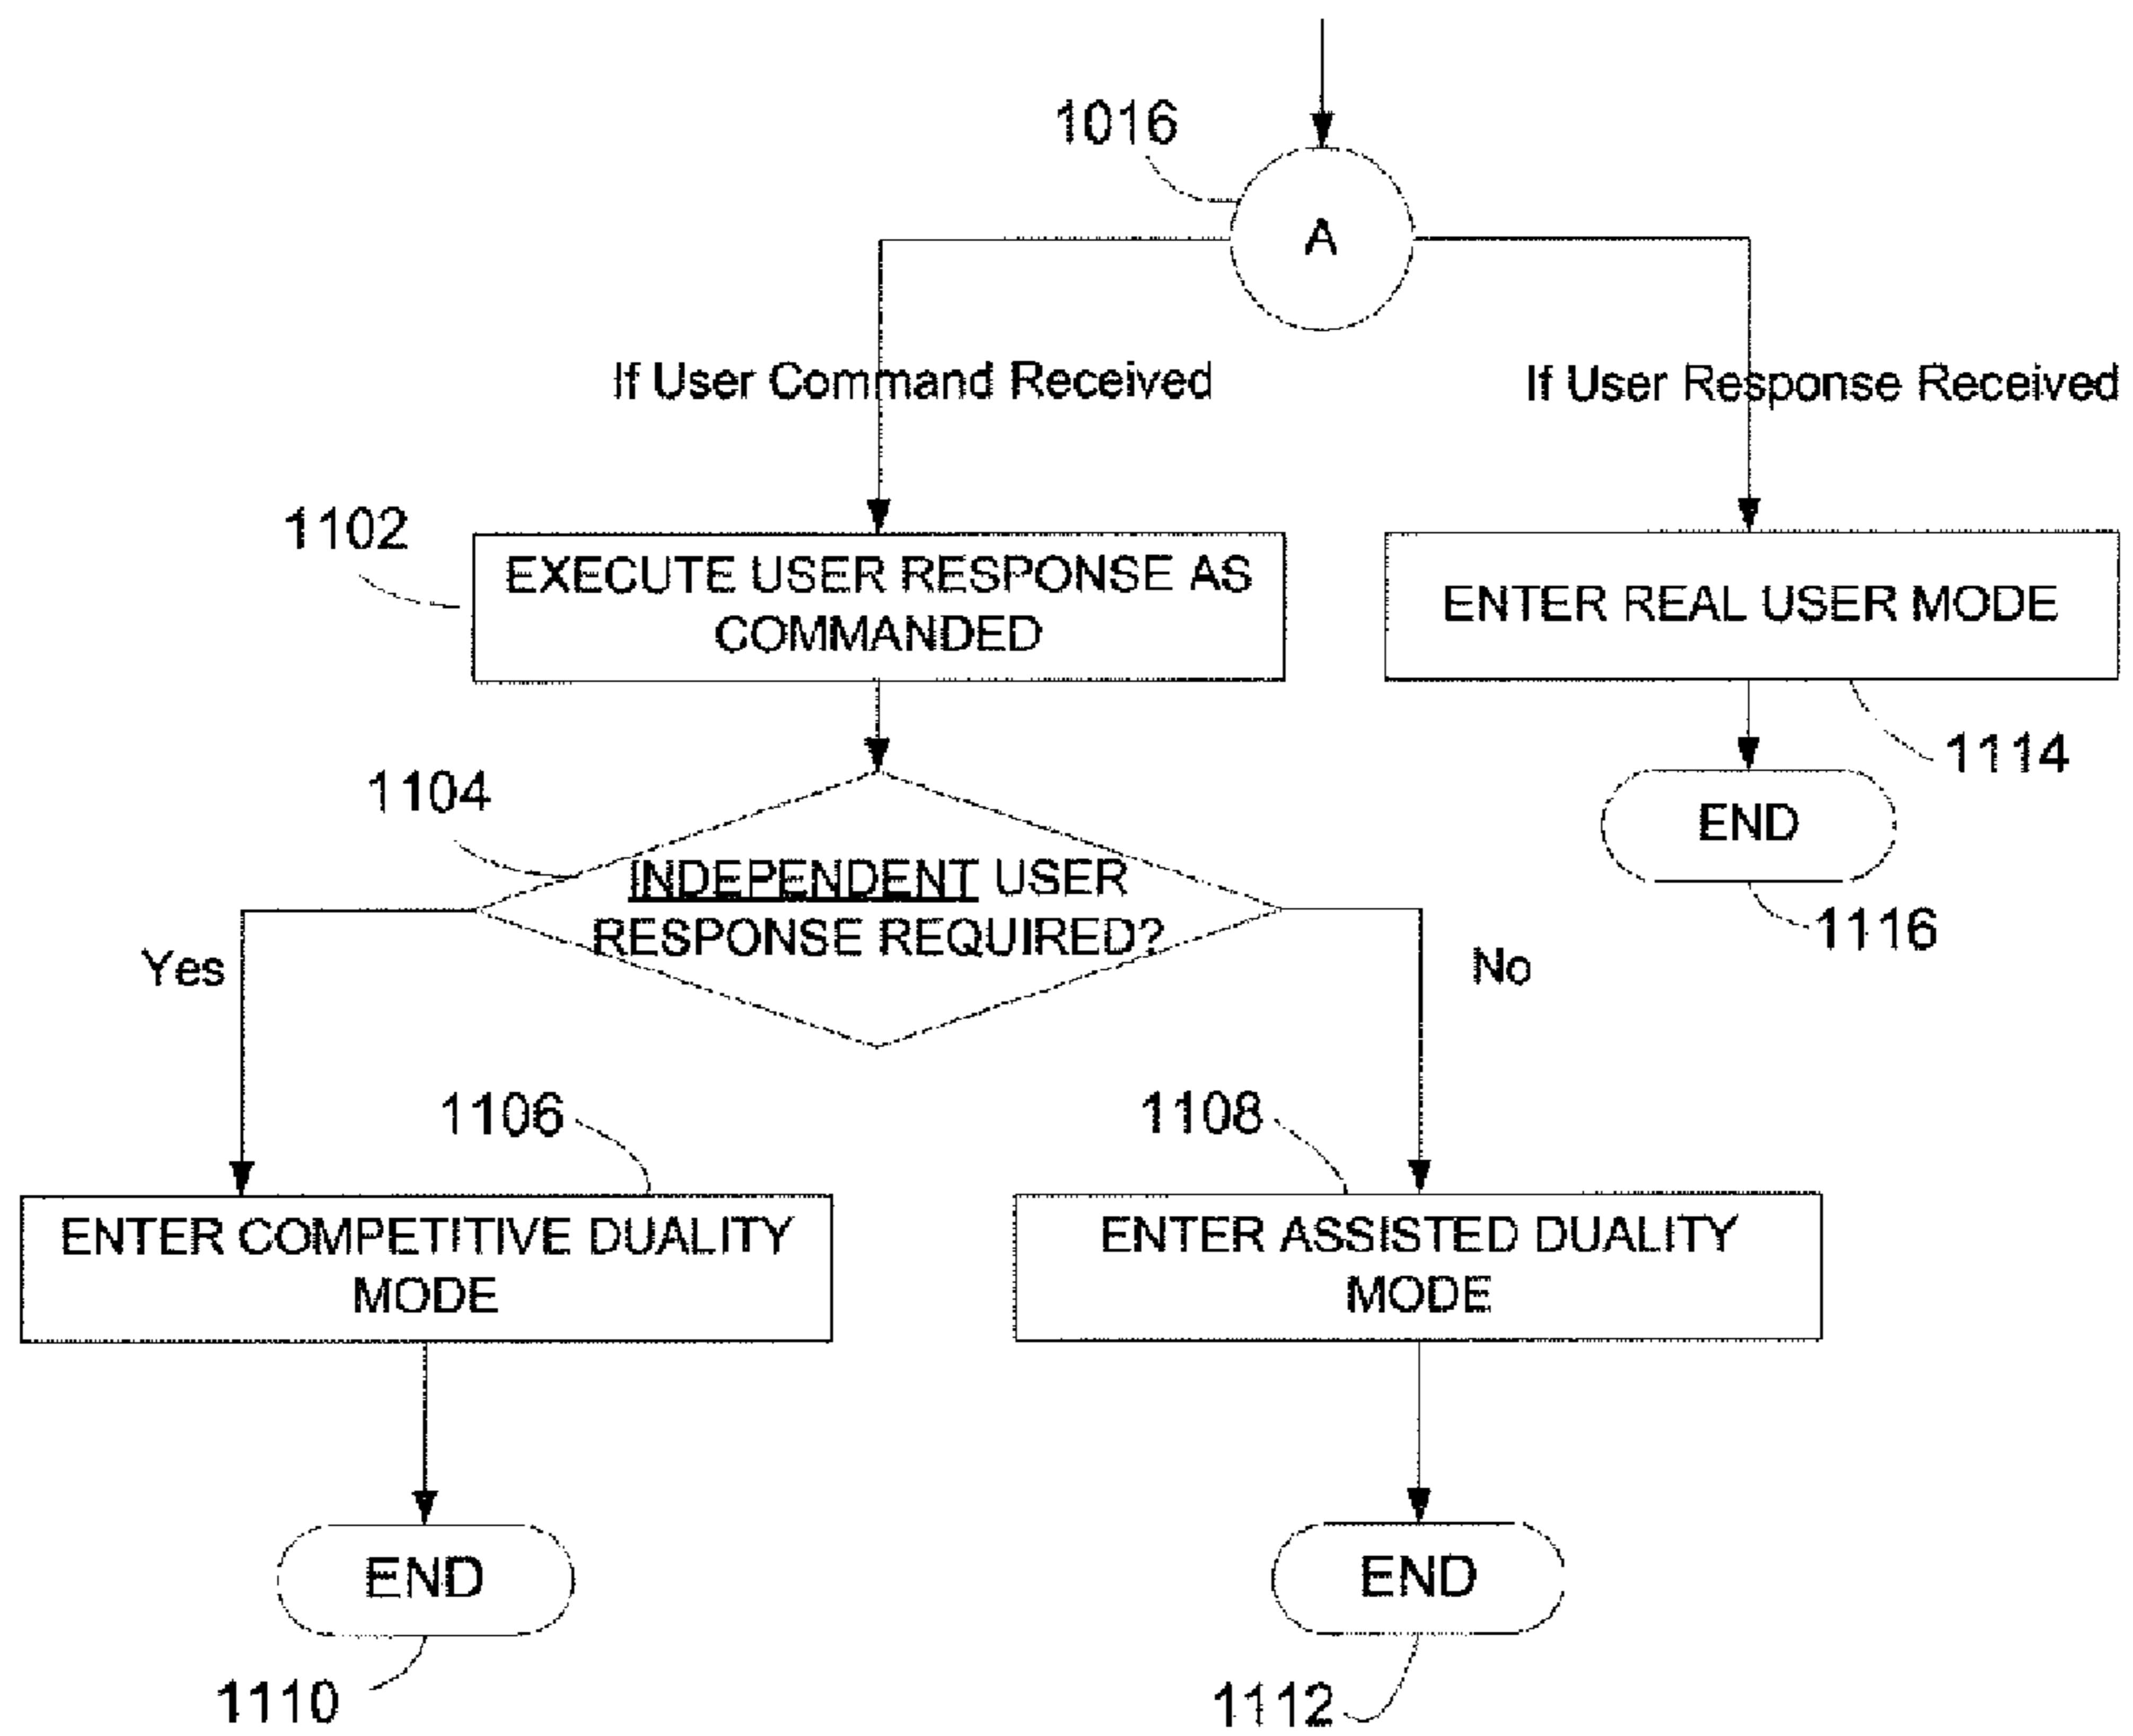 1016
A
If User Command Received
If User Response Received
1102
EXECUTE USER RESPONSE AS
COMMANDED
ENTER REAL USER MODE
1114
1104
END
INDEPENDENT USER
RESPONSE REQUIRED?
1116
Yes
No
1106
1108
ENTER COMPETITIVE DUALITY
MODE
ENTER ASSISTED DUALITY
MODE
END
END
1110
1112